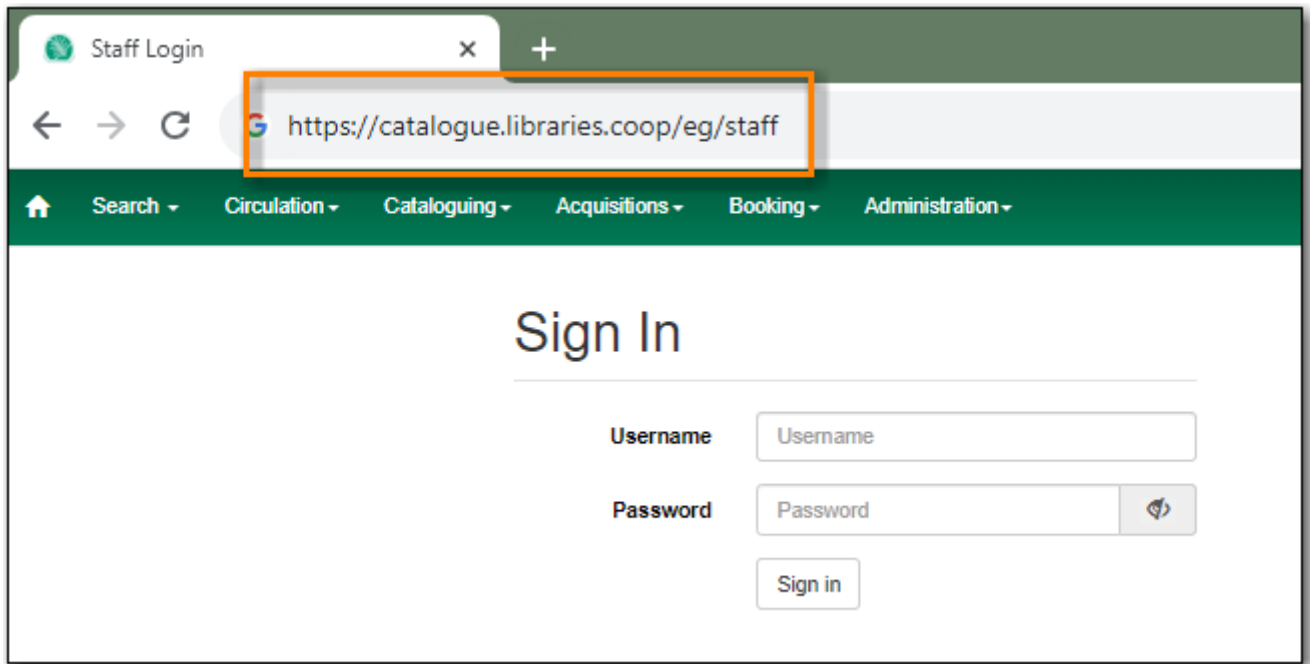 Staff Login
https://catalogue.libraries.coop/eg/staff
Search Circulation Cataloguing Acquisitions Booking Administration
Sign In
Username Username
Password Password
Sign in